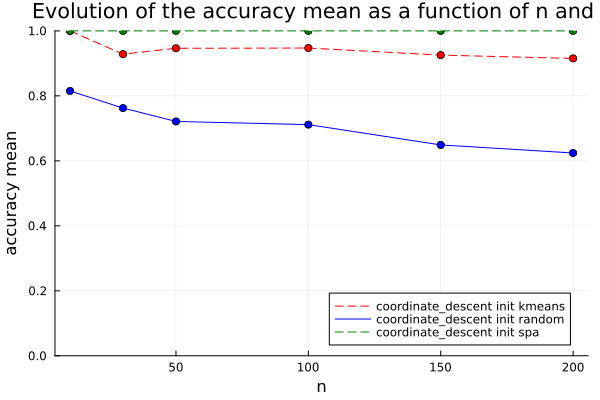 Evolution of the accuracy mean as a function of n and
1.0
0.8
0.6
0.4
0.2
0.0
accuracy mean
coordinate_descent init kmeans
coordinate_descent init random
coordinate_descent init spa
50
100
150
200
n